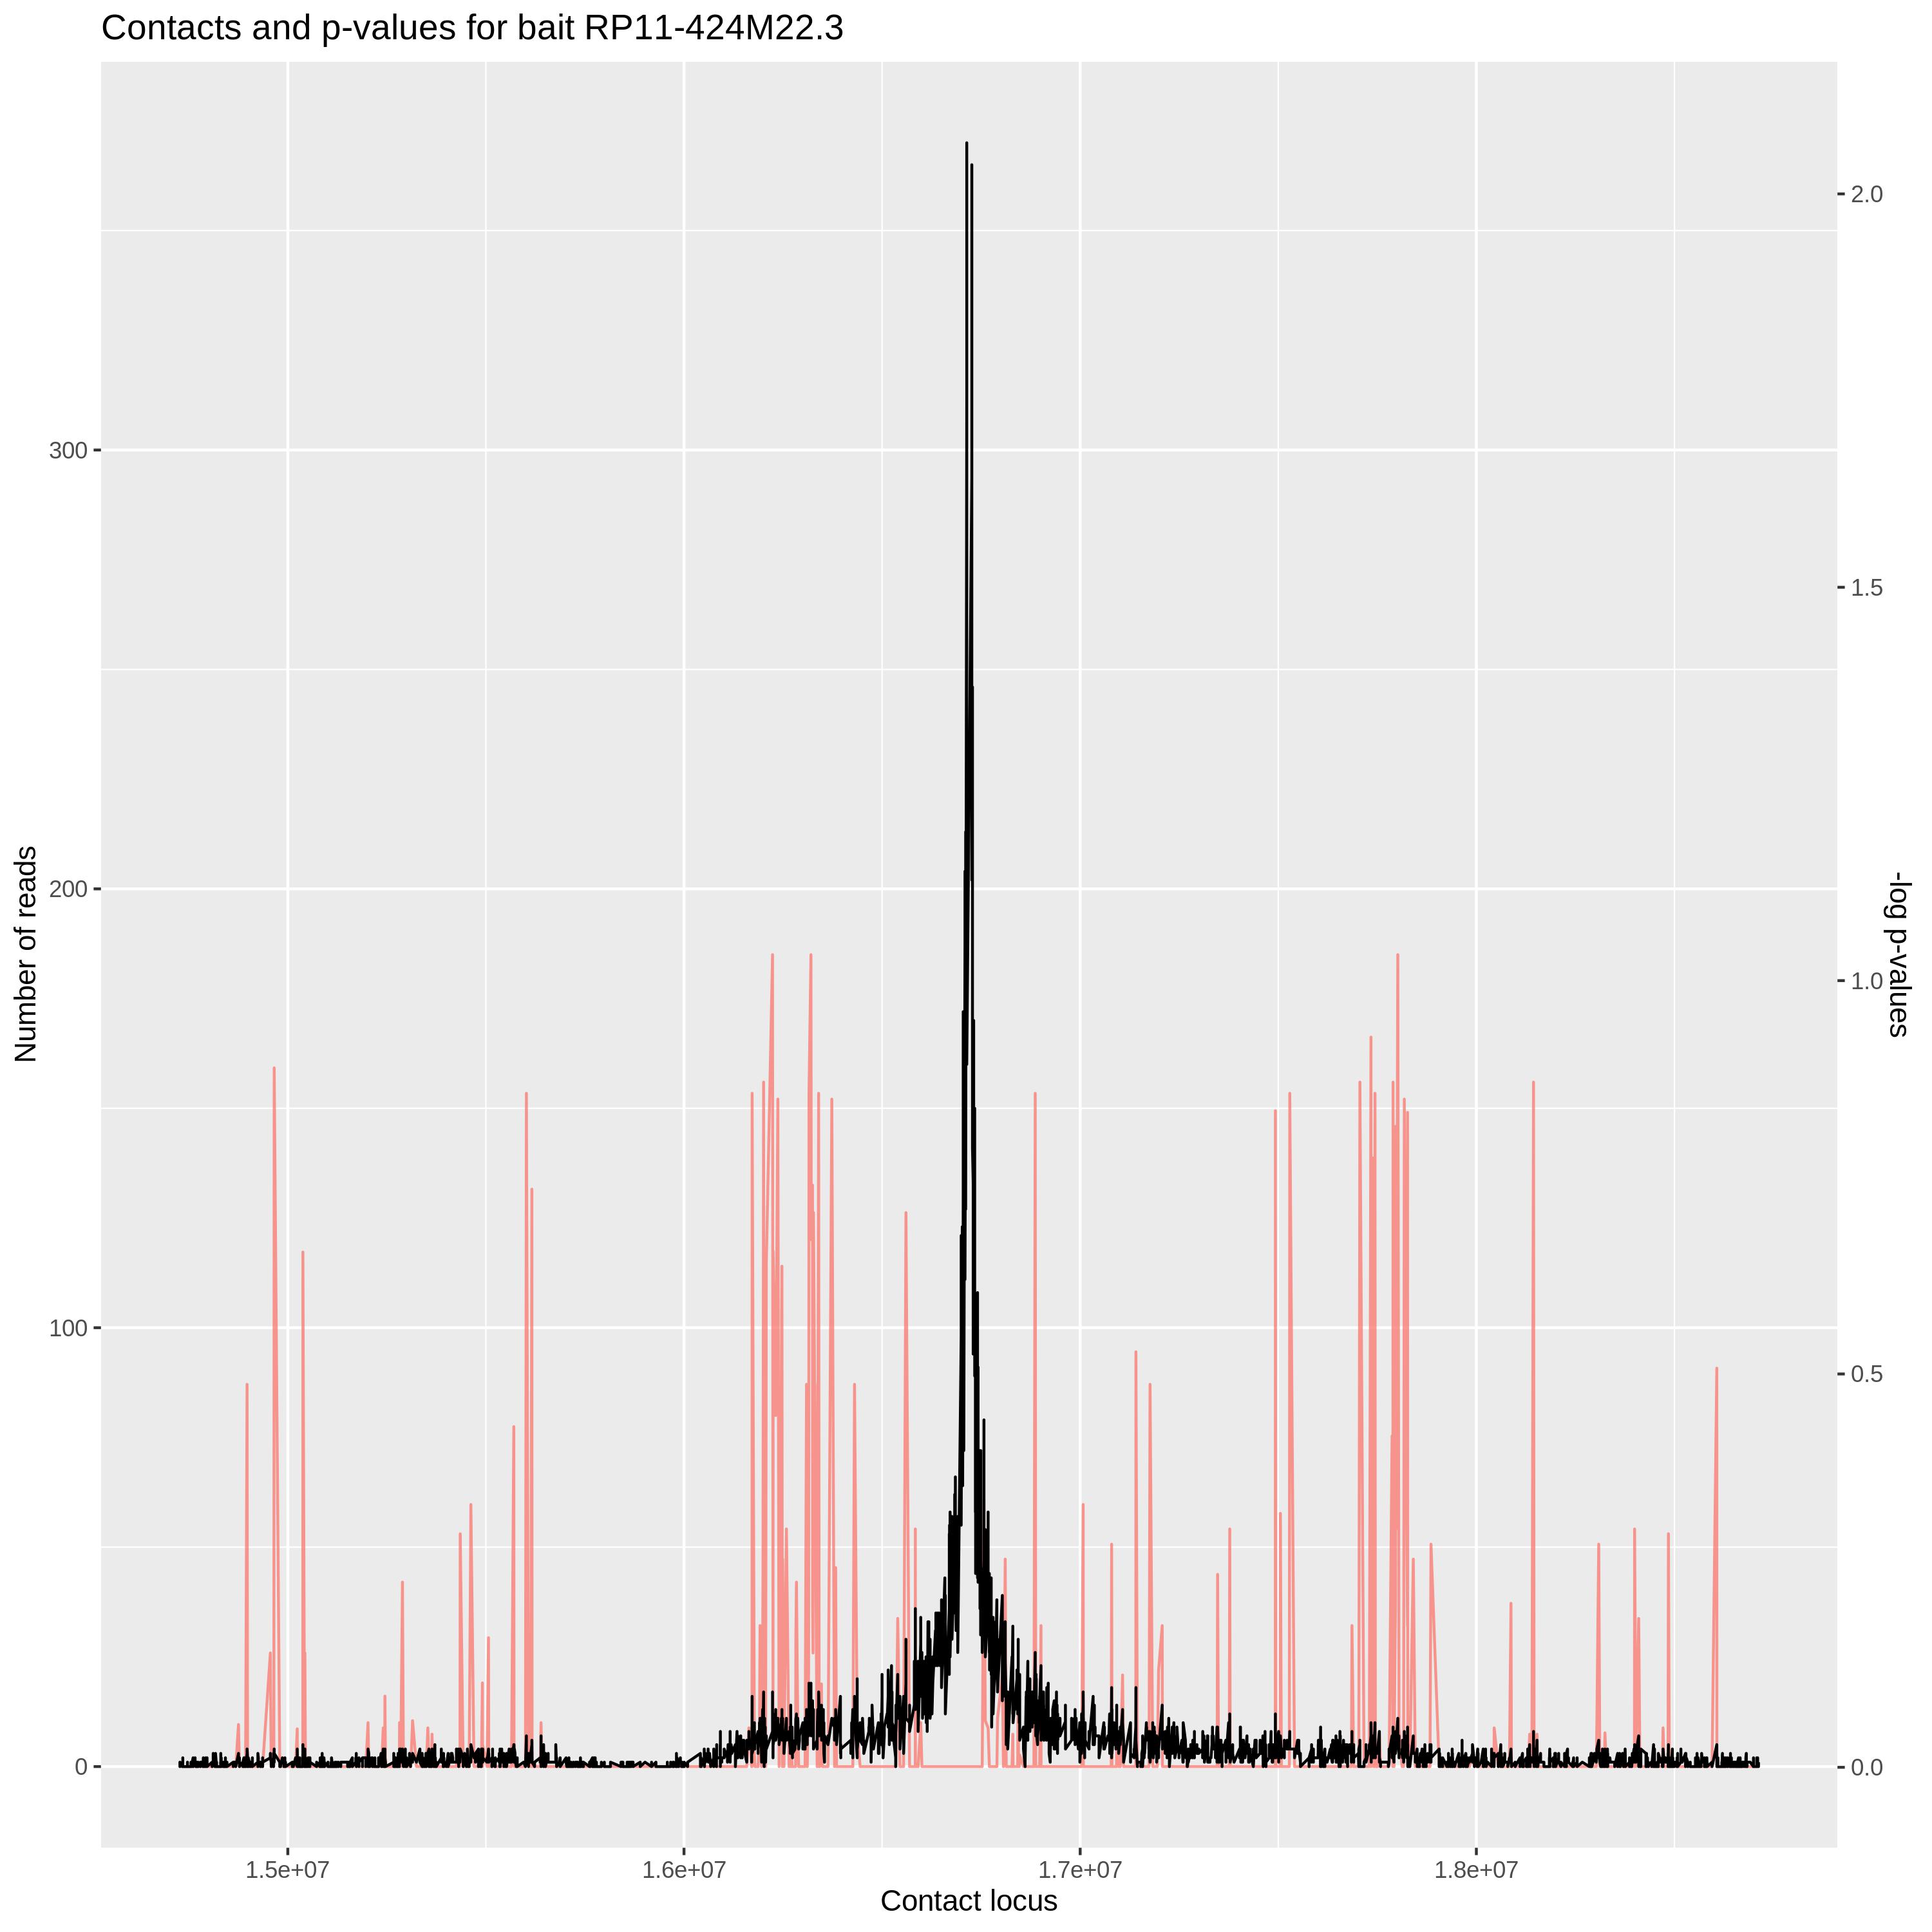 Contacts and p-values for bait RP11-424M22.3
Number of reads
300
200
100
0
2.0
1.5
1.0
0.5
0.0
-log p-values
1.5e+07
1.6e+07
1.7e+07
1.8e+07
Contact locus